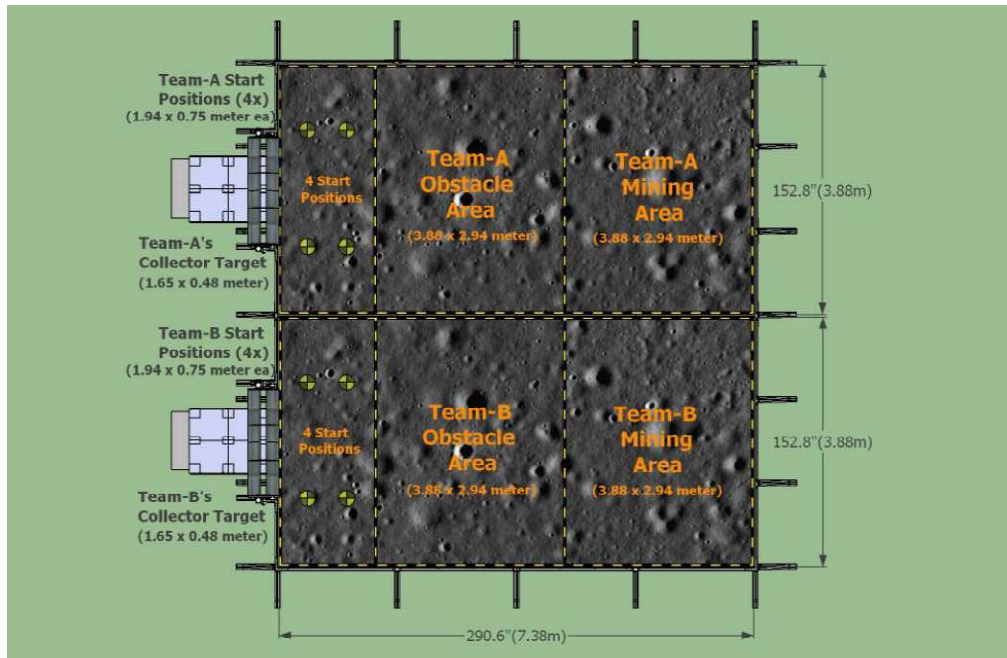 Team-A Start
Positions (4x)
(1.94 x 0.75 meter ea)
4 Start
Positions
Team-A
Obstacle
Area
(3.88 x 2.94 meter)
Team-A
Mining
Area
(3.88 x 2.94 meter)
152.8"(3.88m)
Team-A's
Collector Target
(1.65 x 0.48 meter)
Team-B Start
Positions (4x)
(1.94 x 0.75 meter ea)
4 Start
Positions
Team-B
Obstacle
Area
(3.88 x 2.94 meter)
Team-B
Mining
Area
(3.88 x 2.94 meter)
152.8"(3.88m)
Team-B's
Collector Target
(1.65 x 0.48 meter)
290.6"(7.38m)